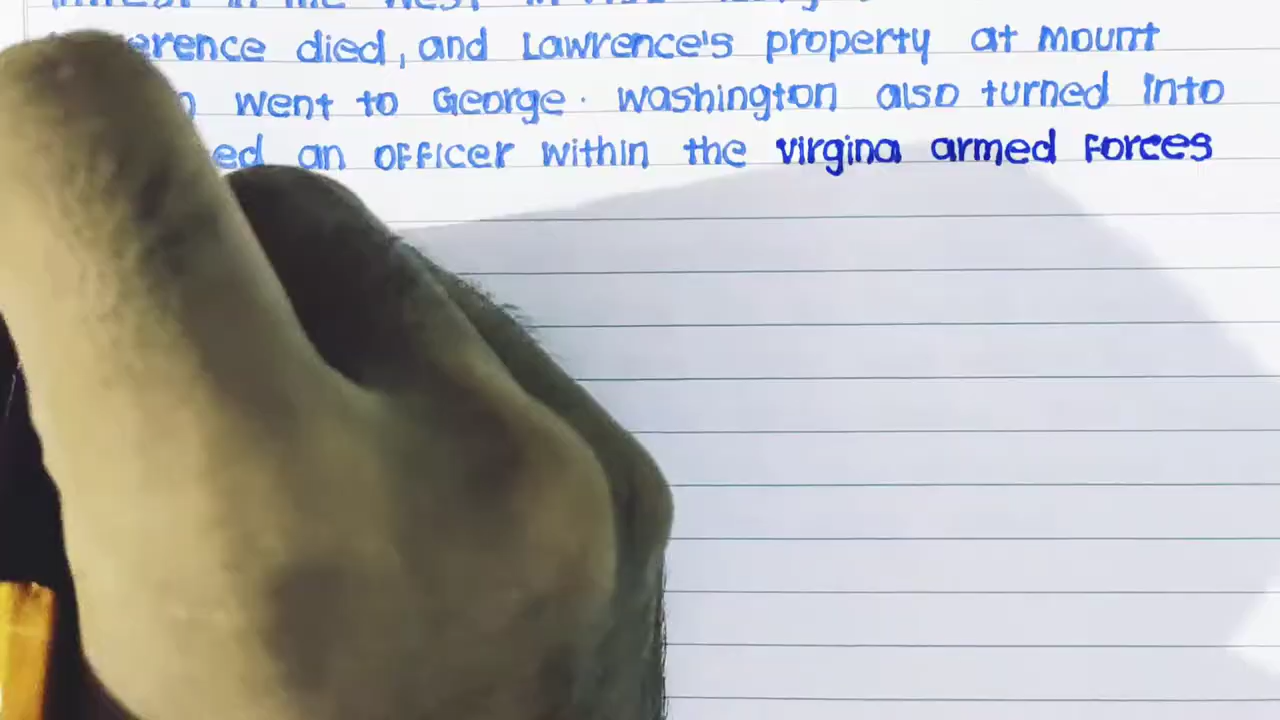 died, and Lawrence's property at Mount
went to George. Washington also turned Into
an officer within the virgina armed Forces